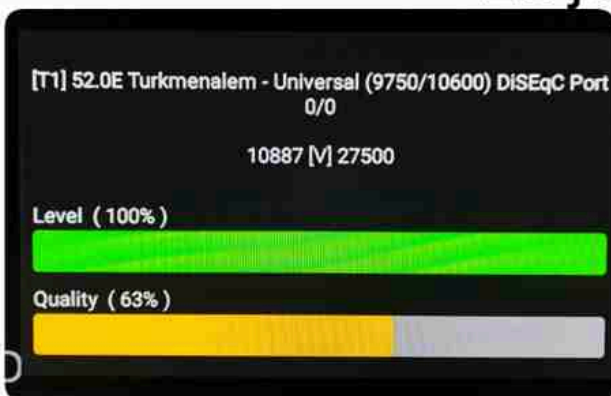 [T1] 52.0E Turkmenalem - Universal (9750/10600) DiSEqC Port
0/0
10887 [V] 27500
Level ( 100% )
Quality ( 63% )